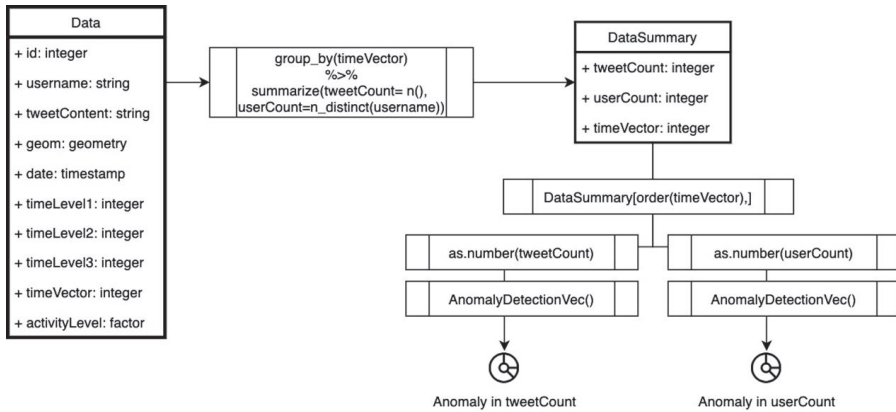 Data
+ id: integer
+ username: string
+ tweetContent: string
+ geom: geometry
+ date: timestamp
+ timeLevel1: integer
+ timeLevel2: integer
+ timeLevel3: integer
+ timeVector: integer
+ activityLevel: factor
group_by(timeVector)
%>%
summarize(tweetCount= n(),
userCount=n_distinct(username))
DataSummary
+ tweetCount: integer
+ userCount: integer
+ timeVector: integer
DataSummary[order(timeVector),]
as.number(tweetCount)
as.number(userCount)
AnomalyDetectionVec()
AnomalyDetectionVec()
Anomaly in tweetCount
Anomaly in userCount